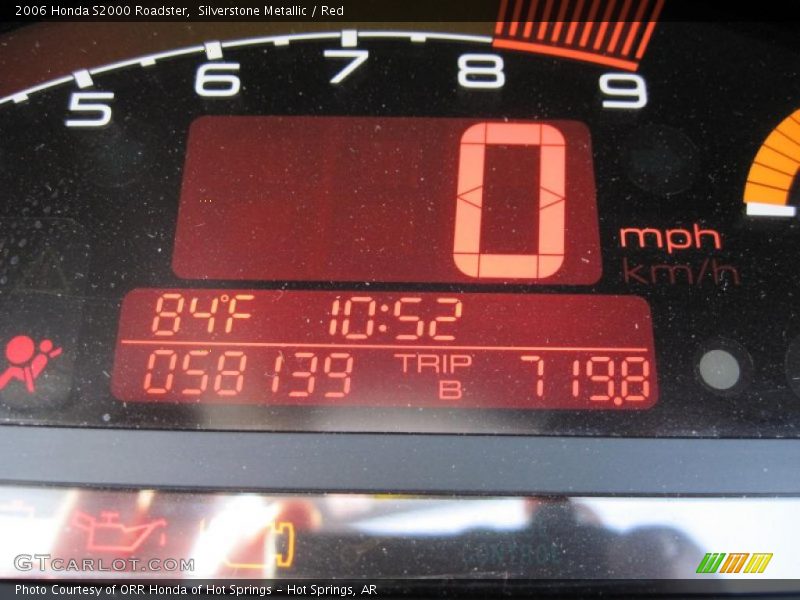 2006 Honda S2000 Roadster, Silverstone Metallic / Red
5 6 7 8 9
0
mph
km/h
84°F 10:52
058139 TRIP B 719.8
GTCARLOT.COM
Photo Courtesy of ORR Honda of Hot Springs - Hot Springs, AR